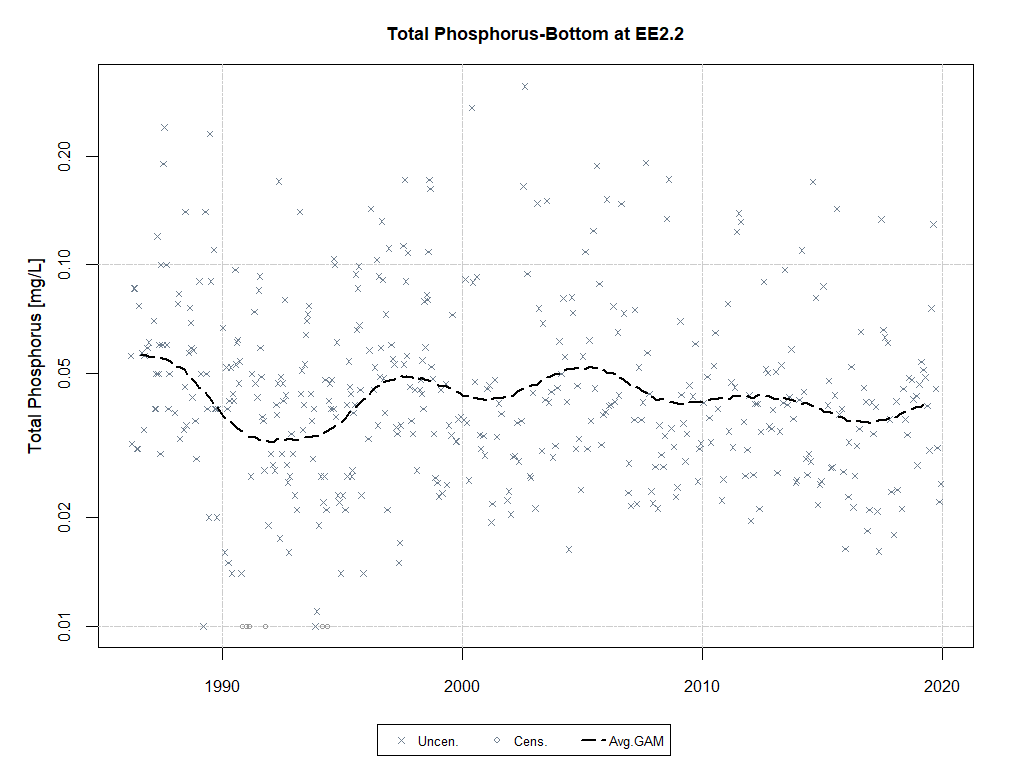 Total Phosphorus-Bottom at EE2.2
Total Phosphorus [mg/L]
0.20
0.10
0.05
0.02
0.01
1990 2000 2010 2020
Uncen. Cens. Avg.GAM